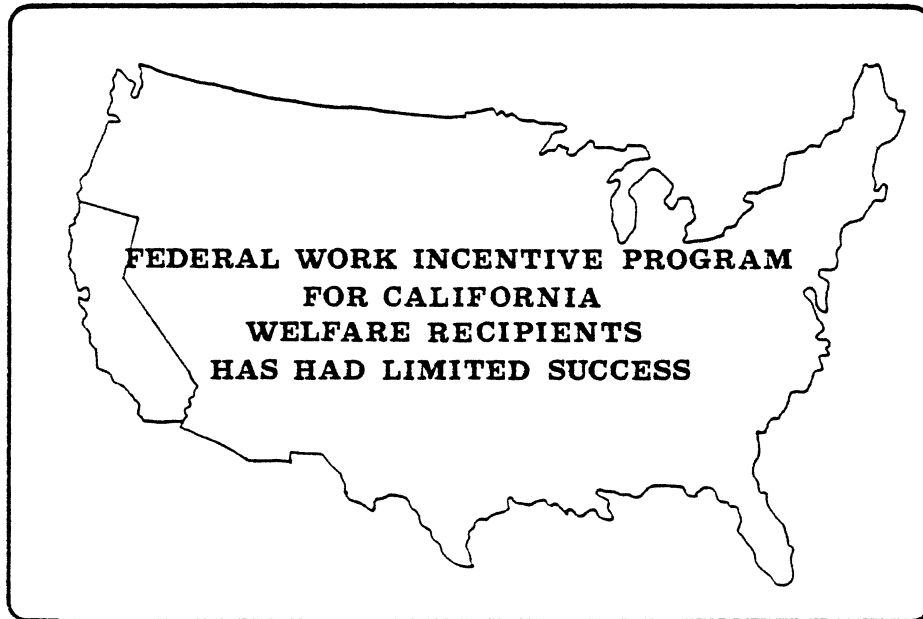 FEDERAL WORK INCENTIVE PROGRAM
FOR CALIFORNIA
WELFARE RECIPIENTS
HAS HAD LIMITED SUCCESS